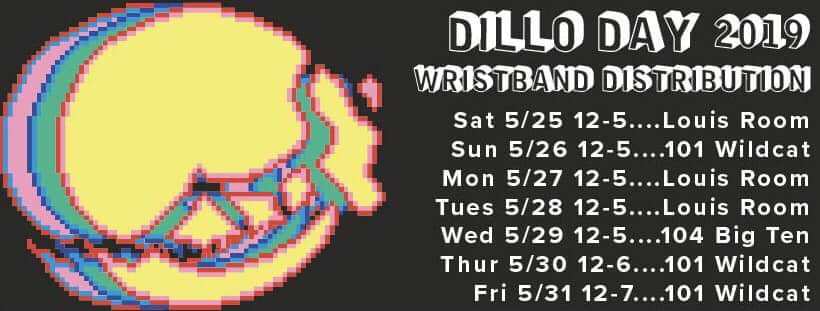 DILLO DAY 2019
WRISTBAND DISTRIBUTION
Sat 5/25 12-5....Louis Room
Sun 5/26 12-5....101 Wildcat
Mon 5/27 12-5....Louis Room
Tues 5/28 12-5....Louis Room
Wed 5/29 12-5....104 Big Ten
Thur 5/30 12-6....101 Wildcat
Fri 5/31 12-7....101 Wildcat